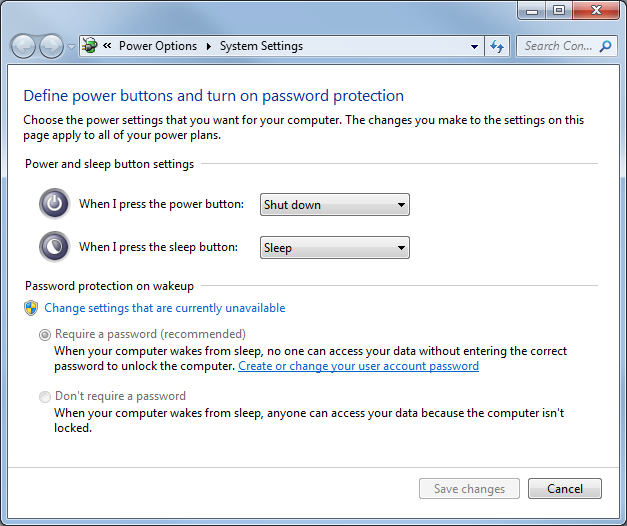 « Power Options ▸ System Settings
Search Con...
Define power buttons and turn on password protection
Choose the power settings that you want for your computer. The changes you make to the settings on this
page apply to all of your power plans.
Power and sleep button settings
When I press the power button: Shut down
When I press the sleep button: Sleep
Password protection on wakeup
Change settings that are currently unavailable
Require a password (recommended)
When your computer wakes from sleep, no one can access your data without entering the correct
password to unlock the computer. Create or change your user account password
Don't require a password
When your computer wakes from sleep, anyone can access your data because the computer isn't
locked.
Save changes Cancel